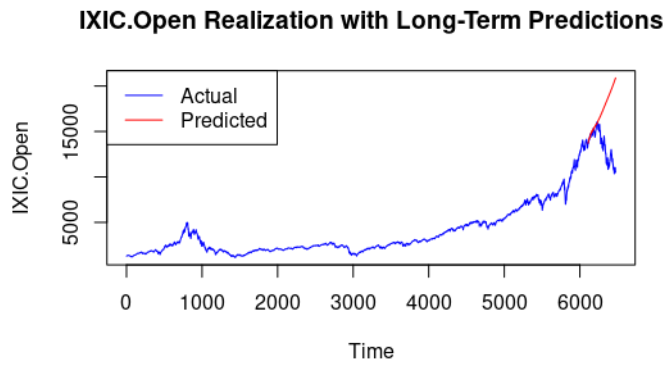 IXIC.Open Realization with Long-Term Predictions
Actual
Predicted
IXIC.Open
15000
5000
0 1000 2000 3000 4000 5000 6000
Time